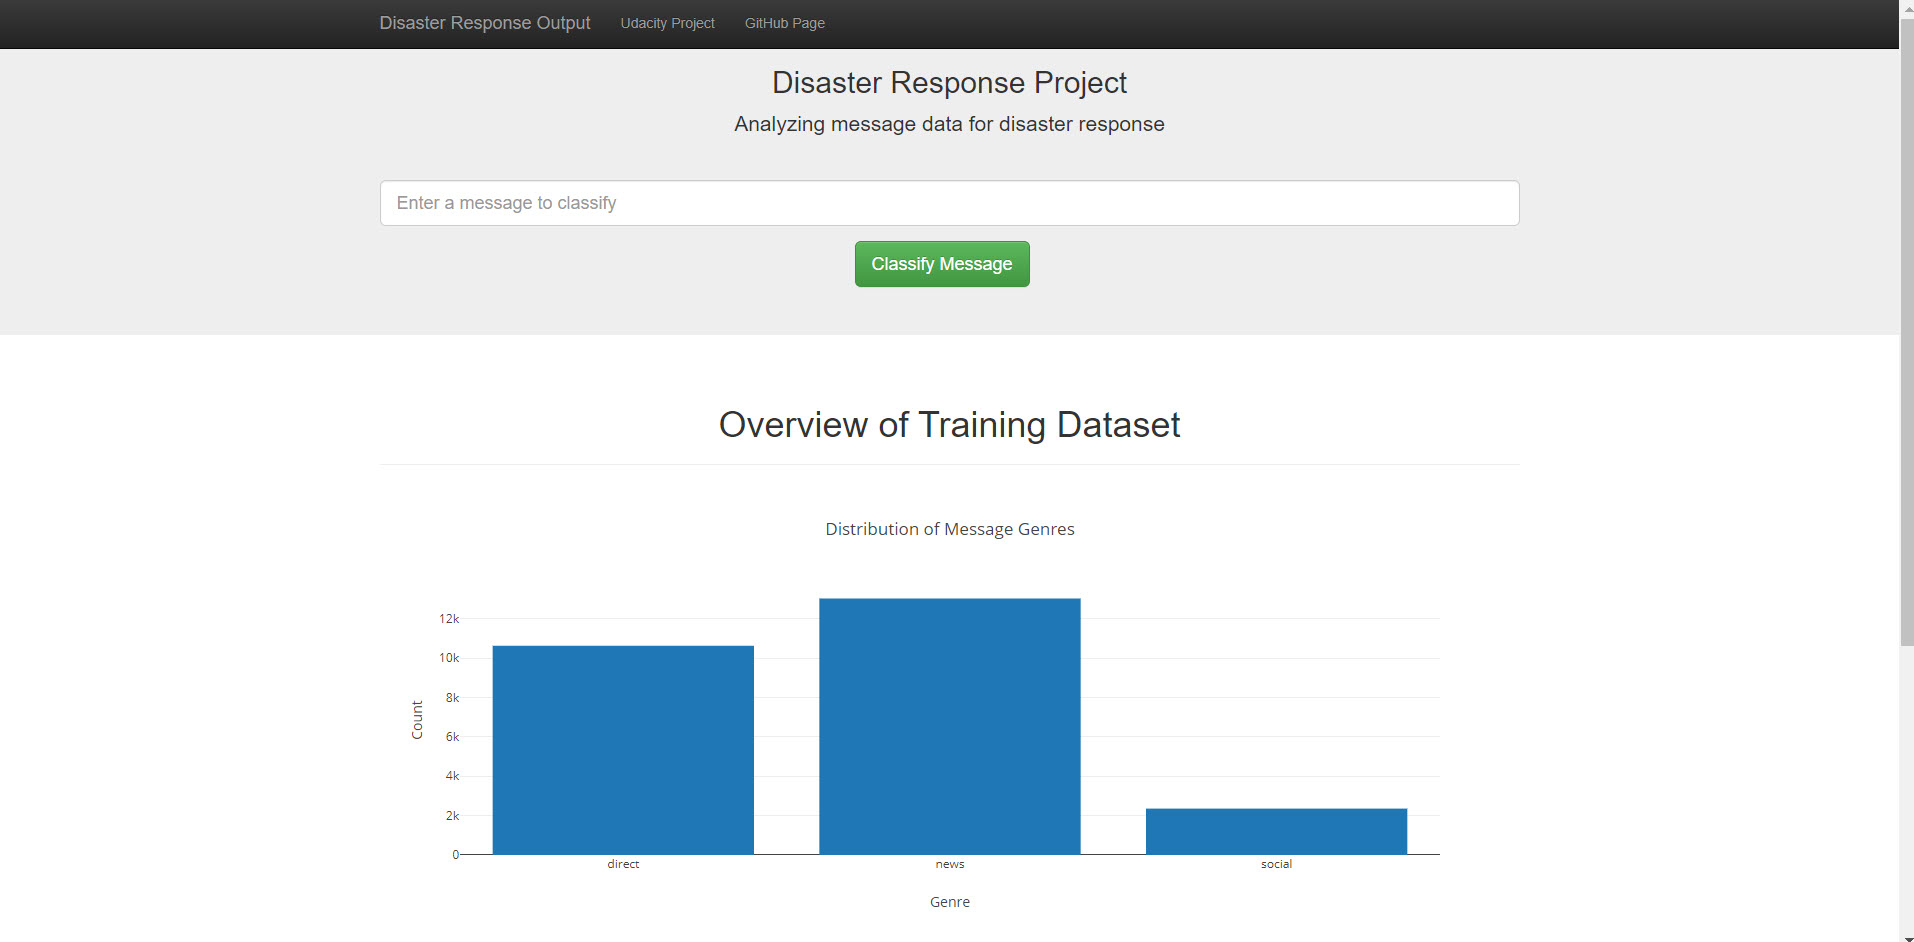 Disaster Response Output Udacity Project GitHub Page
Disaster Response Project
Analyzing message data for disaster response
Enter a message to classify
Classify Message
Overview of Training Dataset
Distribution of Message Genres
12k
10k
8k
6k
4k
2k
0
Count
direct news social
Genre